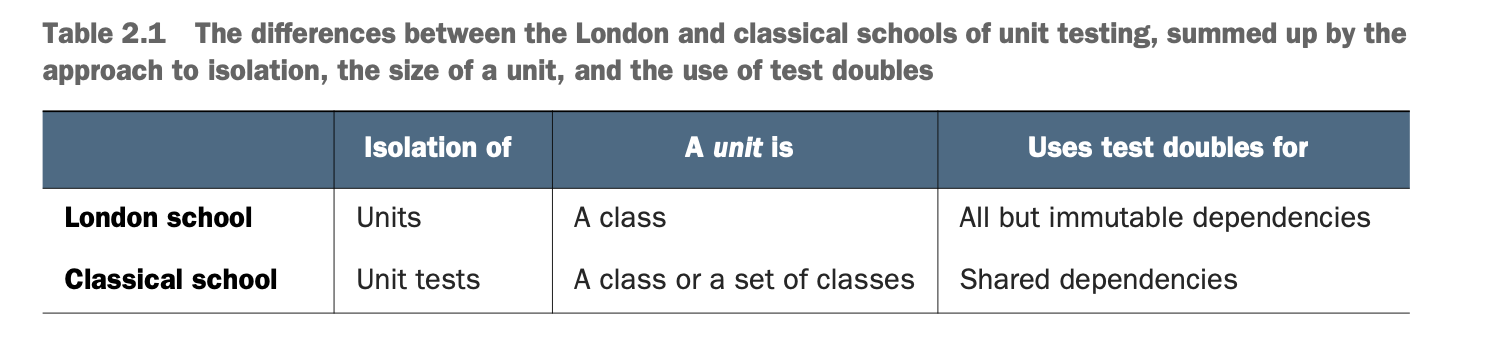 Table 2.1 The differences between the London and classical schools of unit testing, summed up by the
approach to isolation, the size of a unit, and the use of test doubles
Isolation of A unit is Uses test doubles for
London school Units A class All but immutable dependencies
Classical school Unit tests A class or a set of classes Shared dependencies